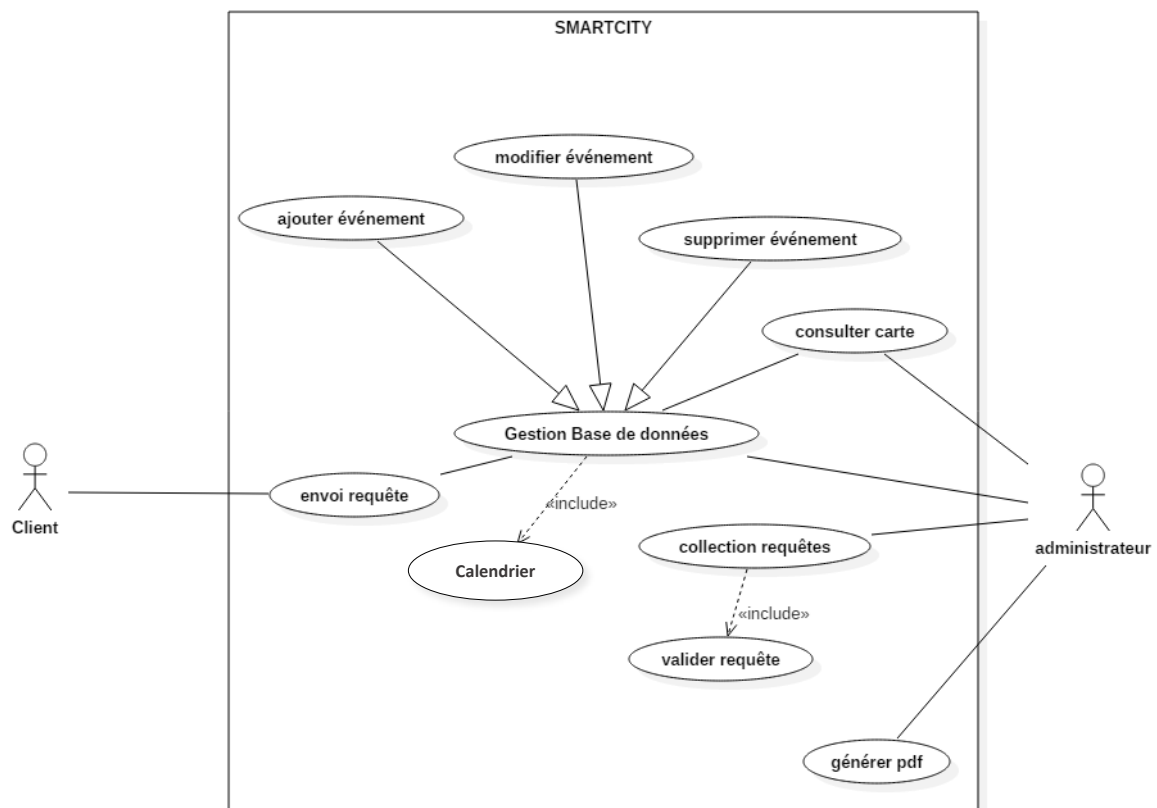 SMARTCITY
modifier événement
ajouter événement
supprimer événement
consulter carte
Gestion Base de données
envoi requête
«include»
Client
collection requêtes
administrateur
Calendrier
«include»
valider requête
générer pdf